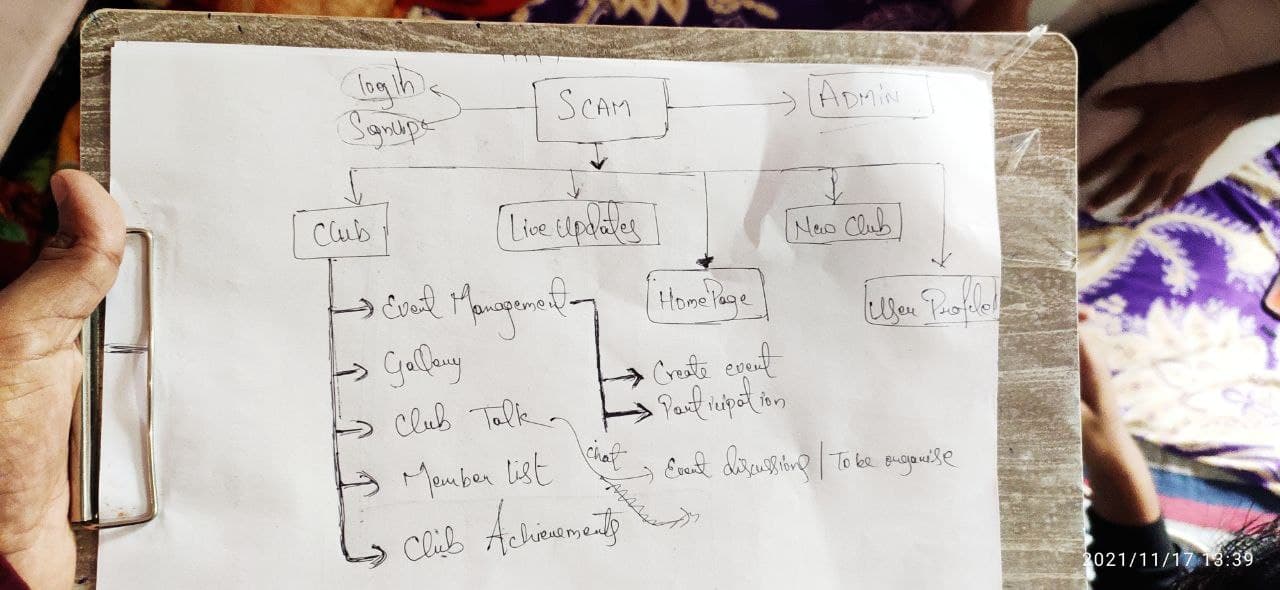 login
Signup
SCAM
ADMIN
Club
Live Updates
New Club
HomePage
User Profile
Event Management
Create event
Participation
Gallery
Club Talk
chat
Event discussions / To be organise
Member list
Club Achievements
2021/11/17 13:39